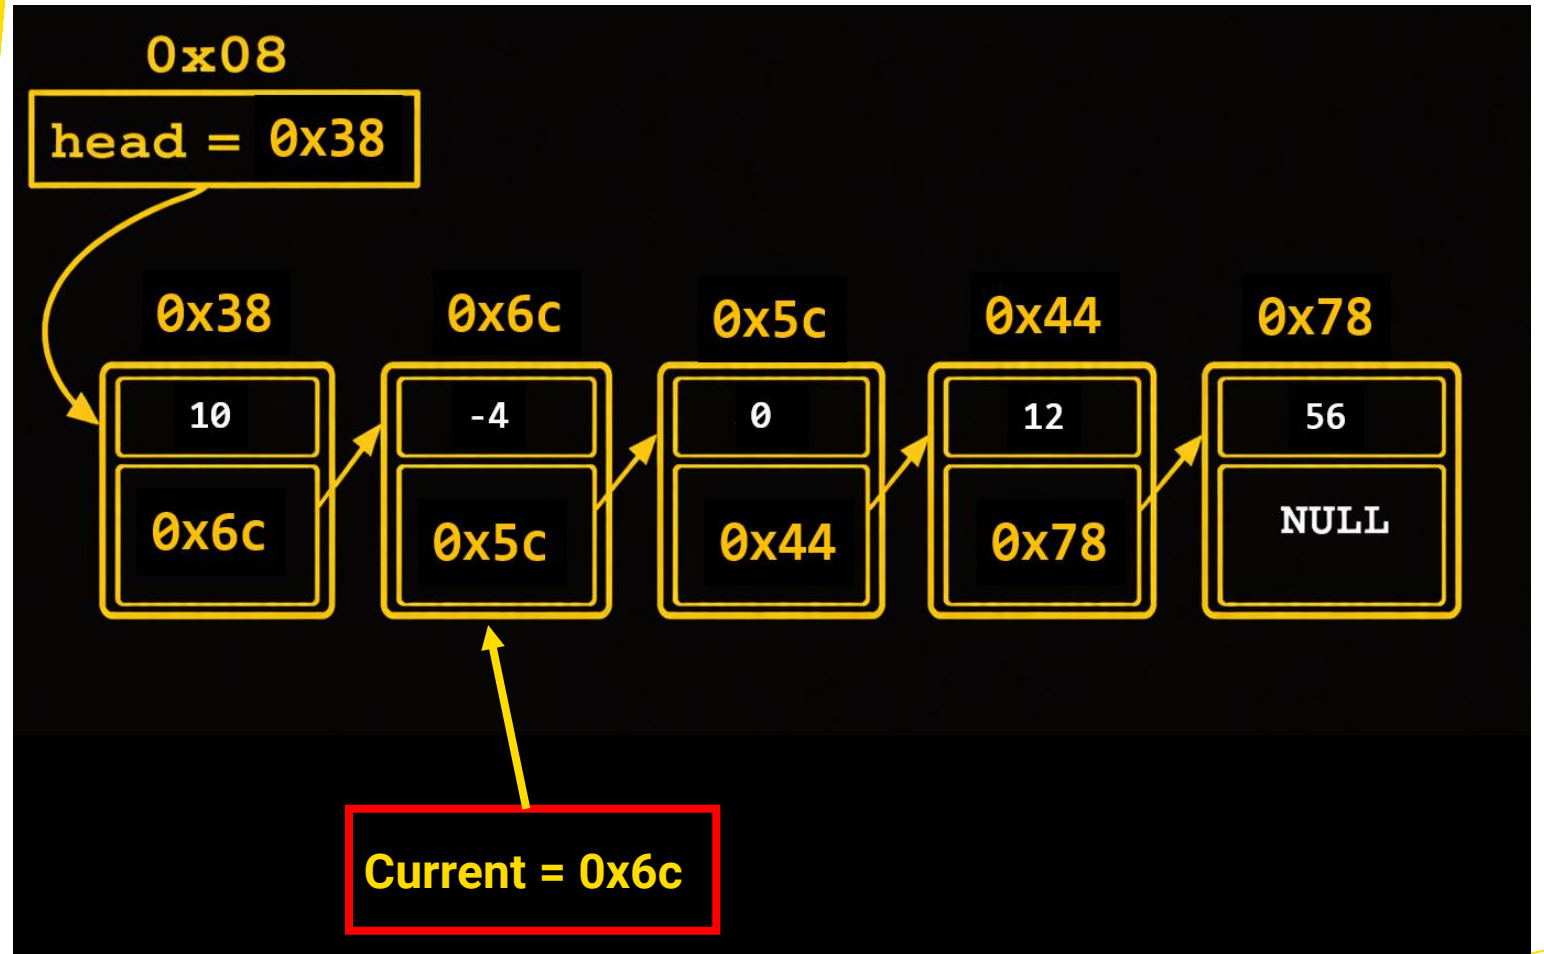 0x08
head = 0x38
0x38 0x6c 0x5c 0x44 0x78
10 -4 0 12 56
0x6c 0x5c 0x44 0x78 NULL
Current = 0x6c